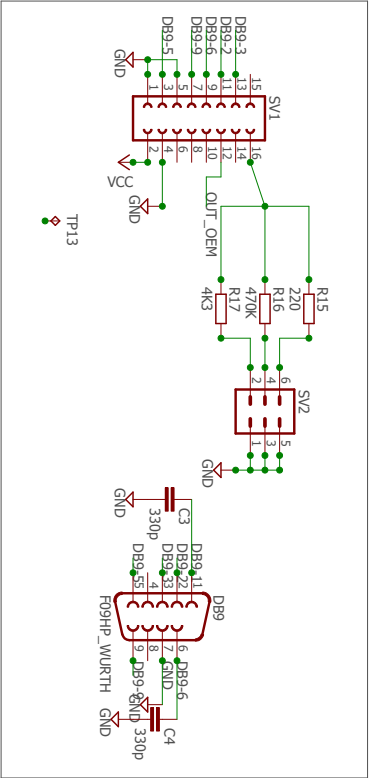 DB9-5
DB9-9
DB9-6
DB9-2
DB9-3
GND
1
3
5
7
9
11
13
15
SV1
2
4
6
8
10
12
14
16
VCC
GND
OUT_OEM
TP13
R17
4K3
R16
470K
R15
220
SV2
2
4
6
1
3
5
GND
C3
330p
GND
DB9-5
5
4
DB9-3
3
DB9-2
2
DB9-1
1
DB9
F09HP_WURTH
9
8
7
6
DB9-9
GND
GND
DB9-6
C4
330p
GND